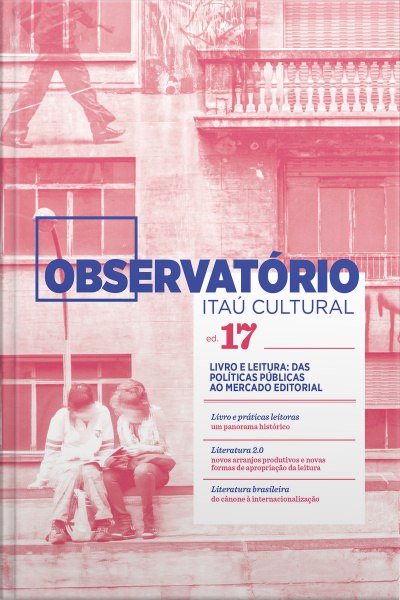 OBSERVATÓRIO
ITAÚ CULTURAL
ed. 17
LIVRO E LEITURA: DAS
POLÍTICAS PÚBLICAS
AO MERCADO EDITORIAL
Livro e práticas leitoras
um panorama histórico
Literatura 2.0
novos arranjos produtivos e novas
formas de apropriação da leitura
Literatura brasileira
do cânone à internacionalização